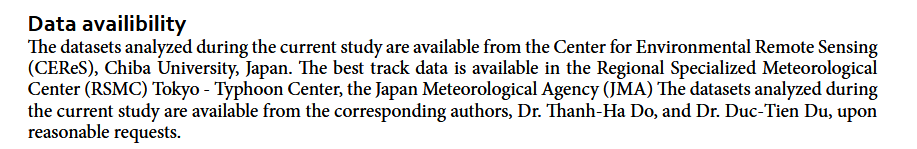 Data availibility
The datasets analyzed during the current study are available from the Center for Environmental Remote Sensing
(CEReS), Chiba University, Japan. The best track data is available in the Regional Specialized Meteorological
Center (RSMC) Tokyo - Typhoon Center, the Japan Meteorological Agency (JMA) The datasets analyzed during
the current study are available from the corresponding authors, Dr. Thanh-Ha Do, and Dr. Duc-Tien Du, upon
reasonable requests.